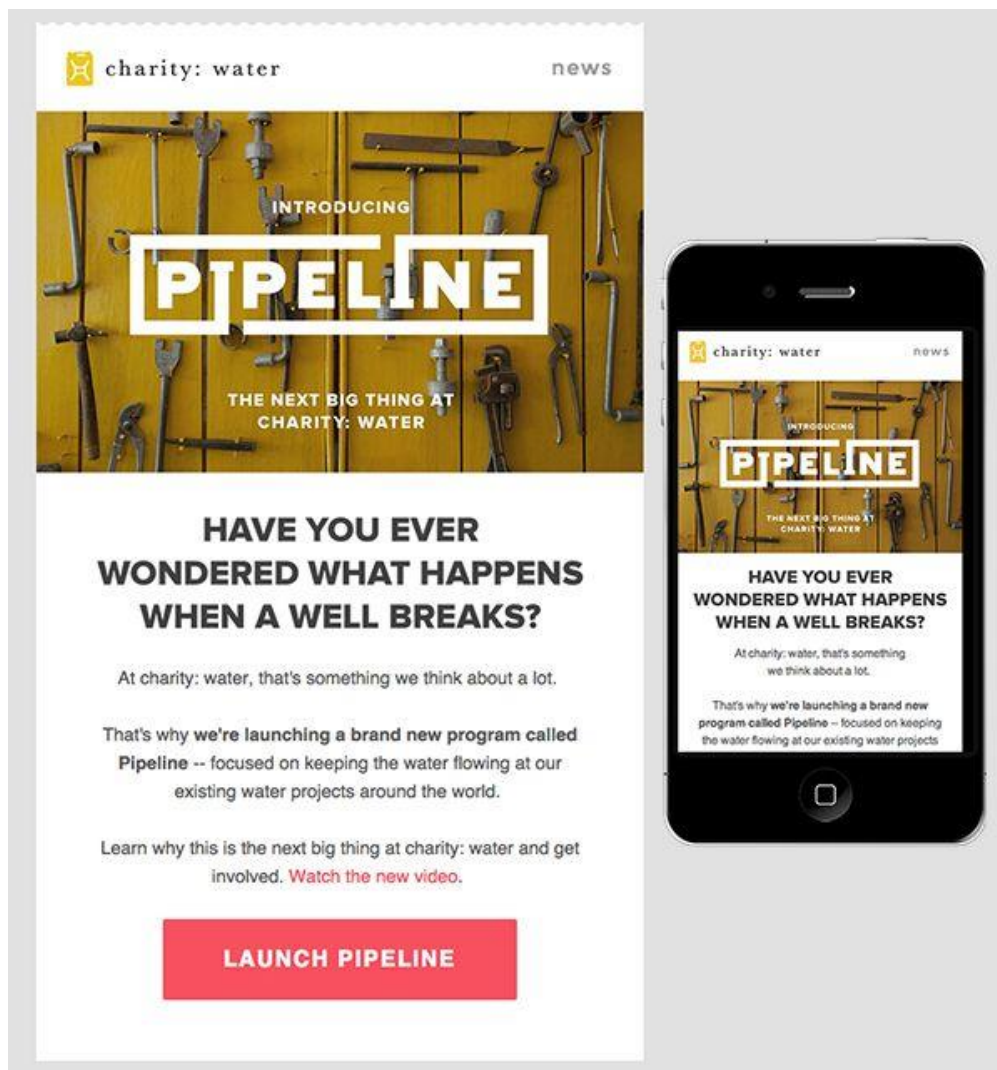 charity: water
news
INTRODUCING
PIPELINE
THE NEXT BIG THING AT
CHARITY: WATER
HAVE YOU EVER
WONDERED WHAT HAPPENS
WHEN A WELL BREAKS?
At charity: water, that's something we think about a lot.
That's why we're launching a brand new program called
Pipeline -- focused on keeping the water flowing at our
existing water projects around the world.
Learn why this is the next big thing at charity: water and get
involved. Watch the new video.
LAUNCH PIPELINE
charity: water
news
INTRODUCING
PIPELINE
THE NEXT BIG THING AT
CHARITY: WATER
HAVE YOU EVER
WONDERED WHAT HAPPENS
WHEN A WELL BREAKS?
At charity: water, that's something
we think about a lot.
That's why we're launching a brand new
program called Pipeline – focused on keeping
the water flowing at our existing water projects